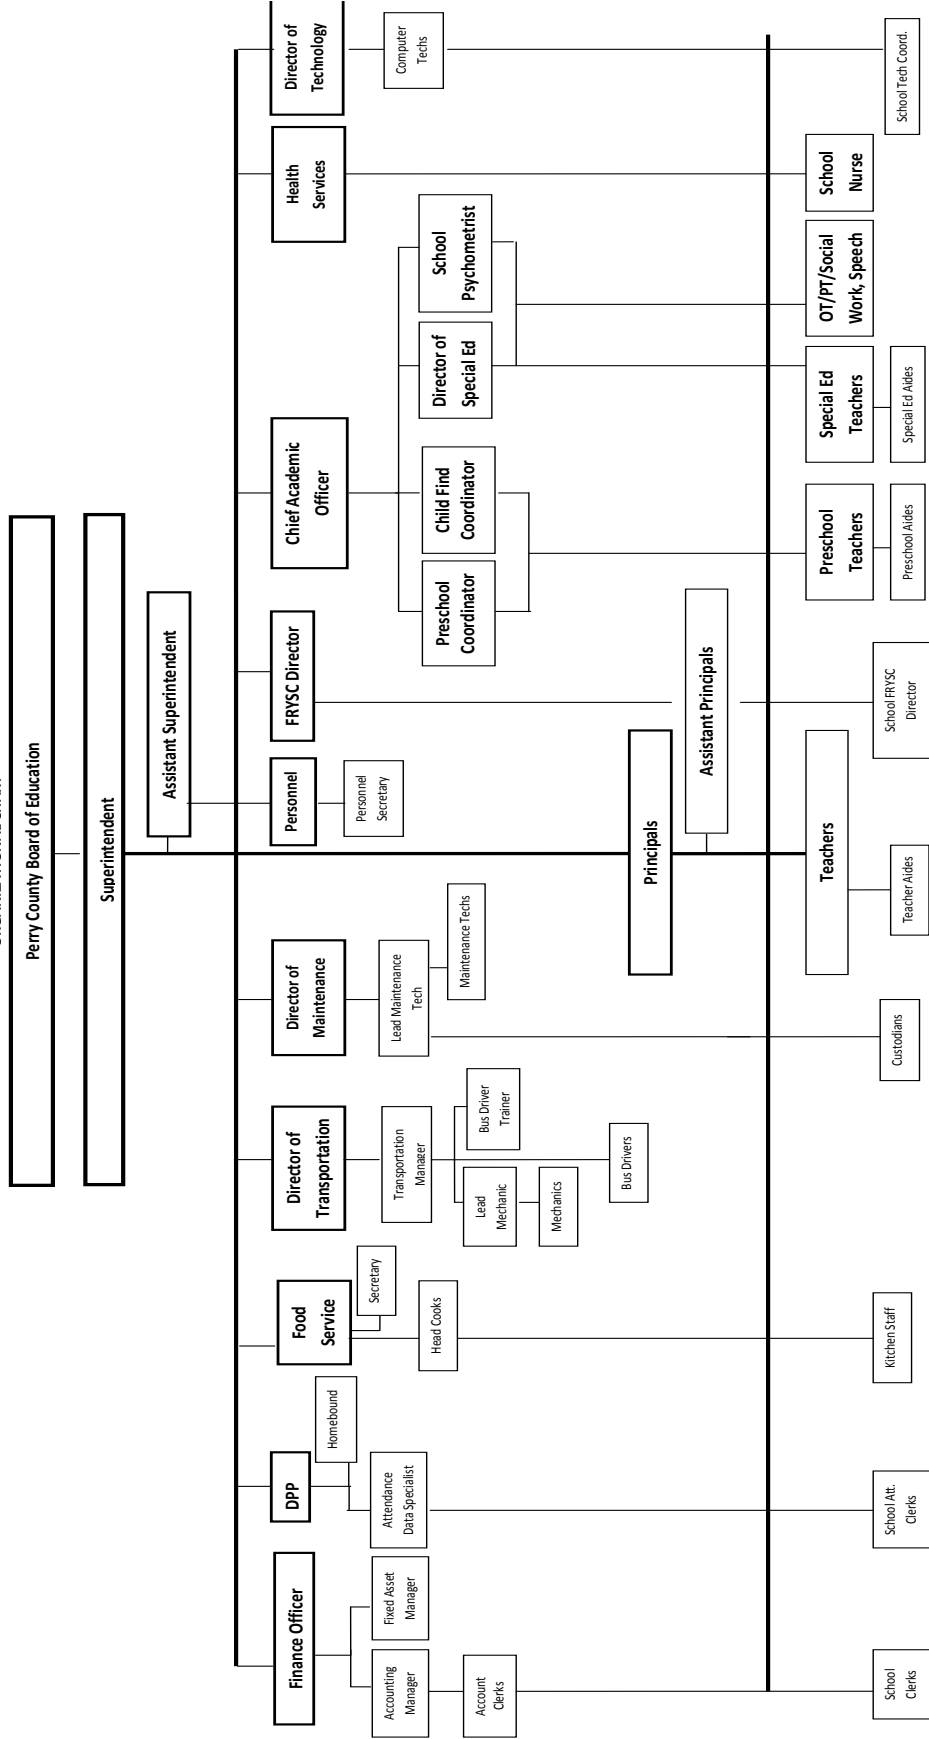 Perry County Board of Education
Superintendent
Assistant Superintendent
Finance Officer
DPP
Food
Service
Director of
Transportation
Director of
Maintenance
Personnel
FRYSC Director
Chief Academic
Officer
Health
Services
Director of
Technology
Homebound
Secretary
Accounting
Manager
Fixed Asset
Manager
Attendance
Data Specialist
Head Cooks
Transportation
Manager
Lead Maintenance
Tech
Personnel
Secretary
Preschool
Coordinator
Child Find
Coordinator
Director of
Special Ed
School
Psychometrist
Computer
Techs
Account
Clerks
Lead
Mechanic
Bus Driver
Trainer
Maintenance Techs
Mechanics
Bus Drivers
Principals
Assistant Principals
Teachers
Preschool
Teachers
Special Ed
Teachers
OT/PT/Social
Work, Speech
School
Nurse
School
Clerks
School Att.
Clerks
Kitchen Staff
Custodians
Teacher Aides
School FRYSC
Director
Preschool Aides
Special Ed Aides
School Tech Coord.